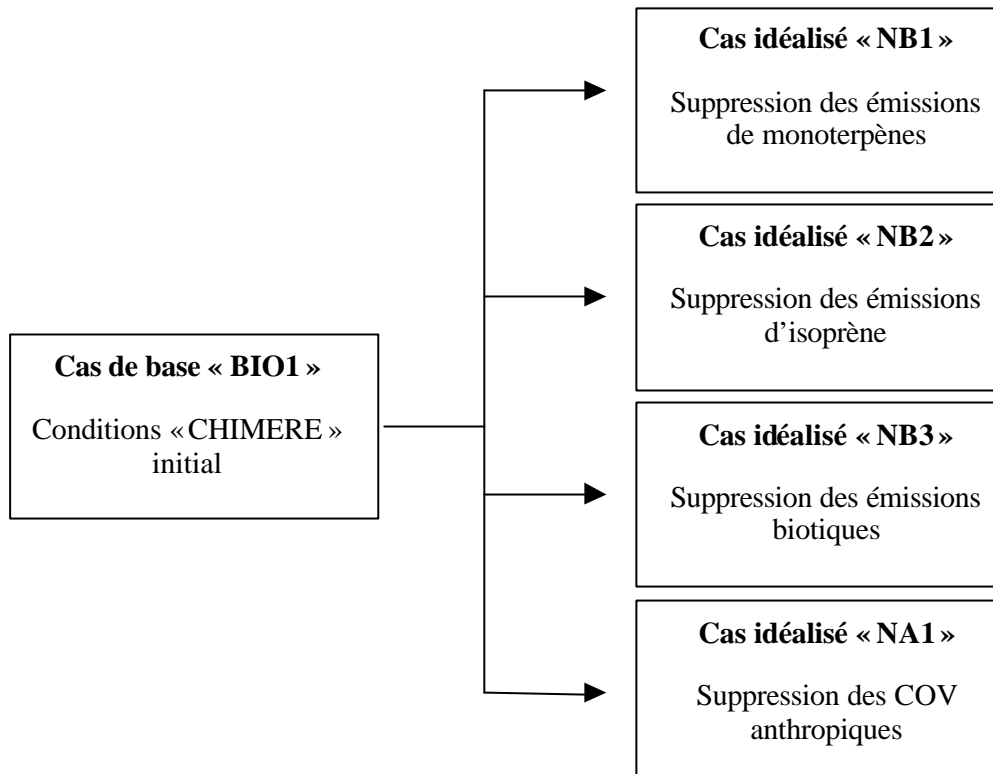 Cas idéalisé « NB1 »
Suppression des émissions
de monoterpènes
Cas idéalisé « NB2 »
Suppression des émissions
d’isoprène
Cas de base « BIO1 »
Conditions « CHIMERE »
initial
Cas idéalisé « NB3 »
Suppression des émissions
biotiques
Cas idéalisé « NA1 »
Suppression des COV
anthropiques